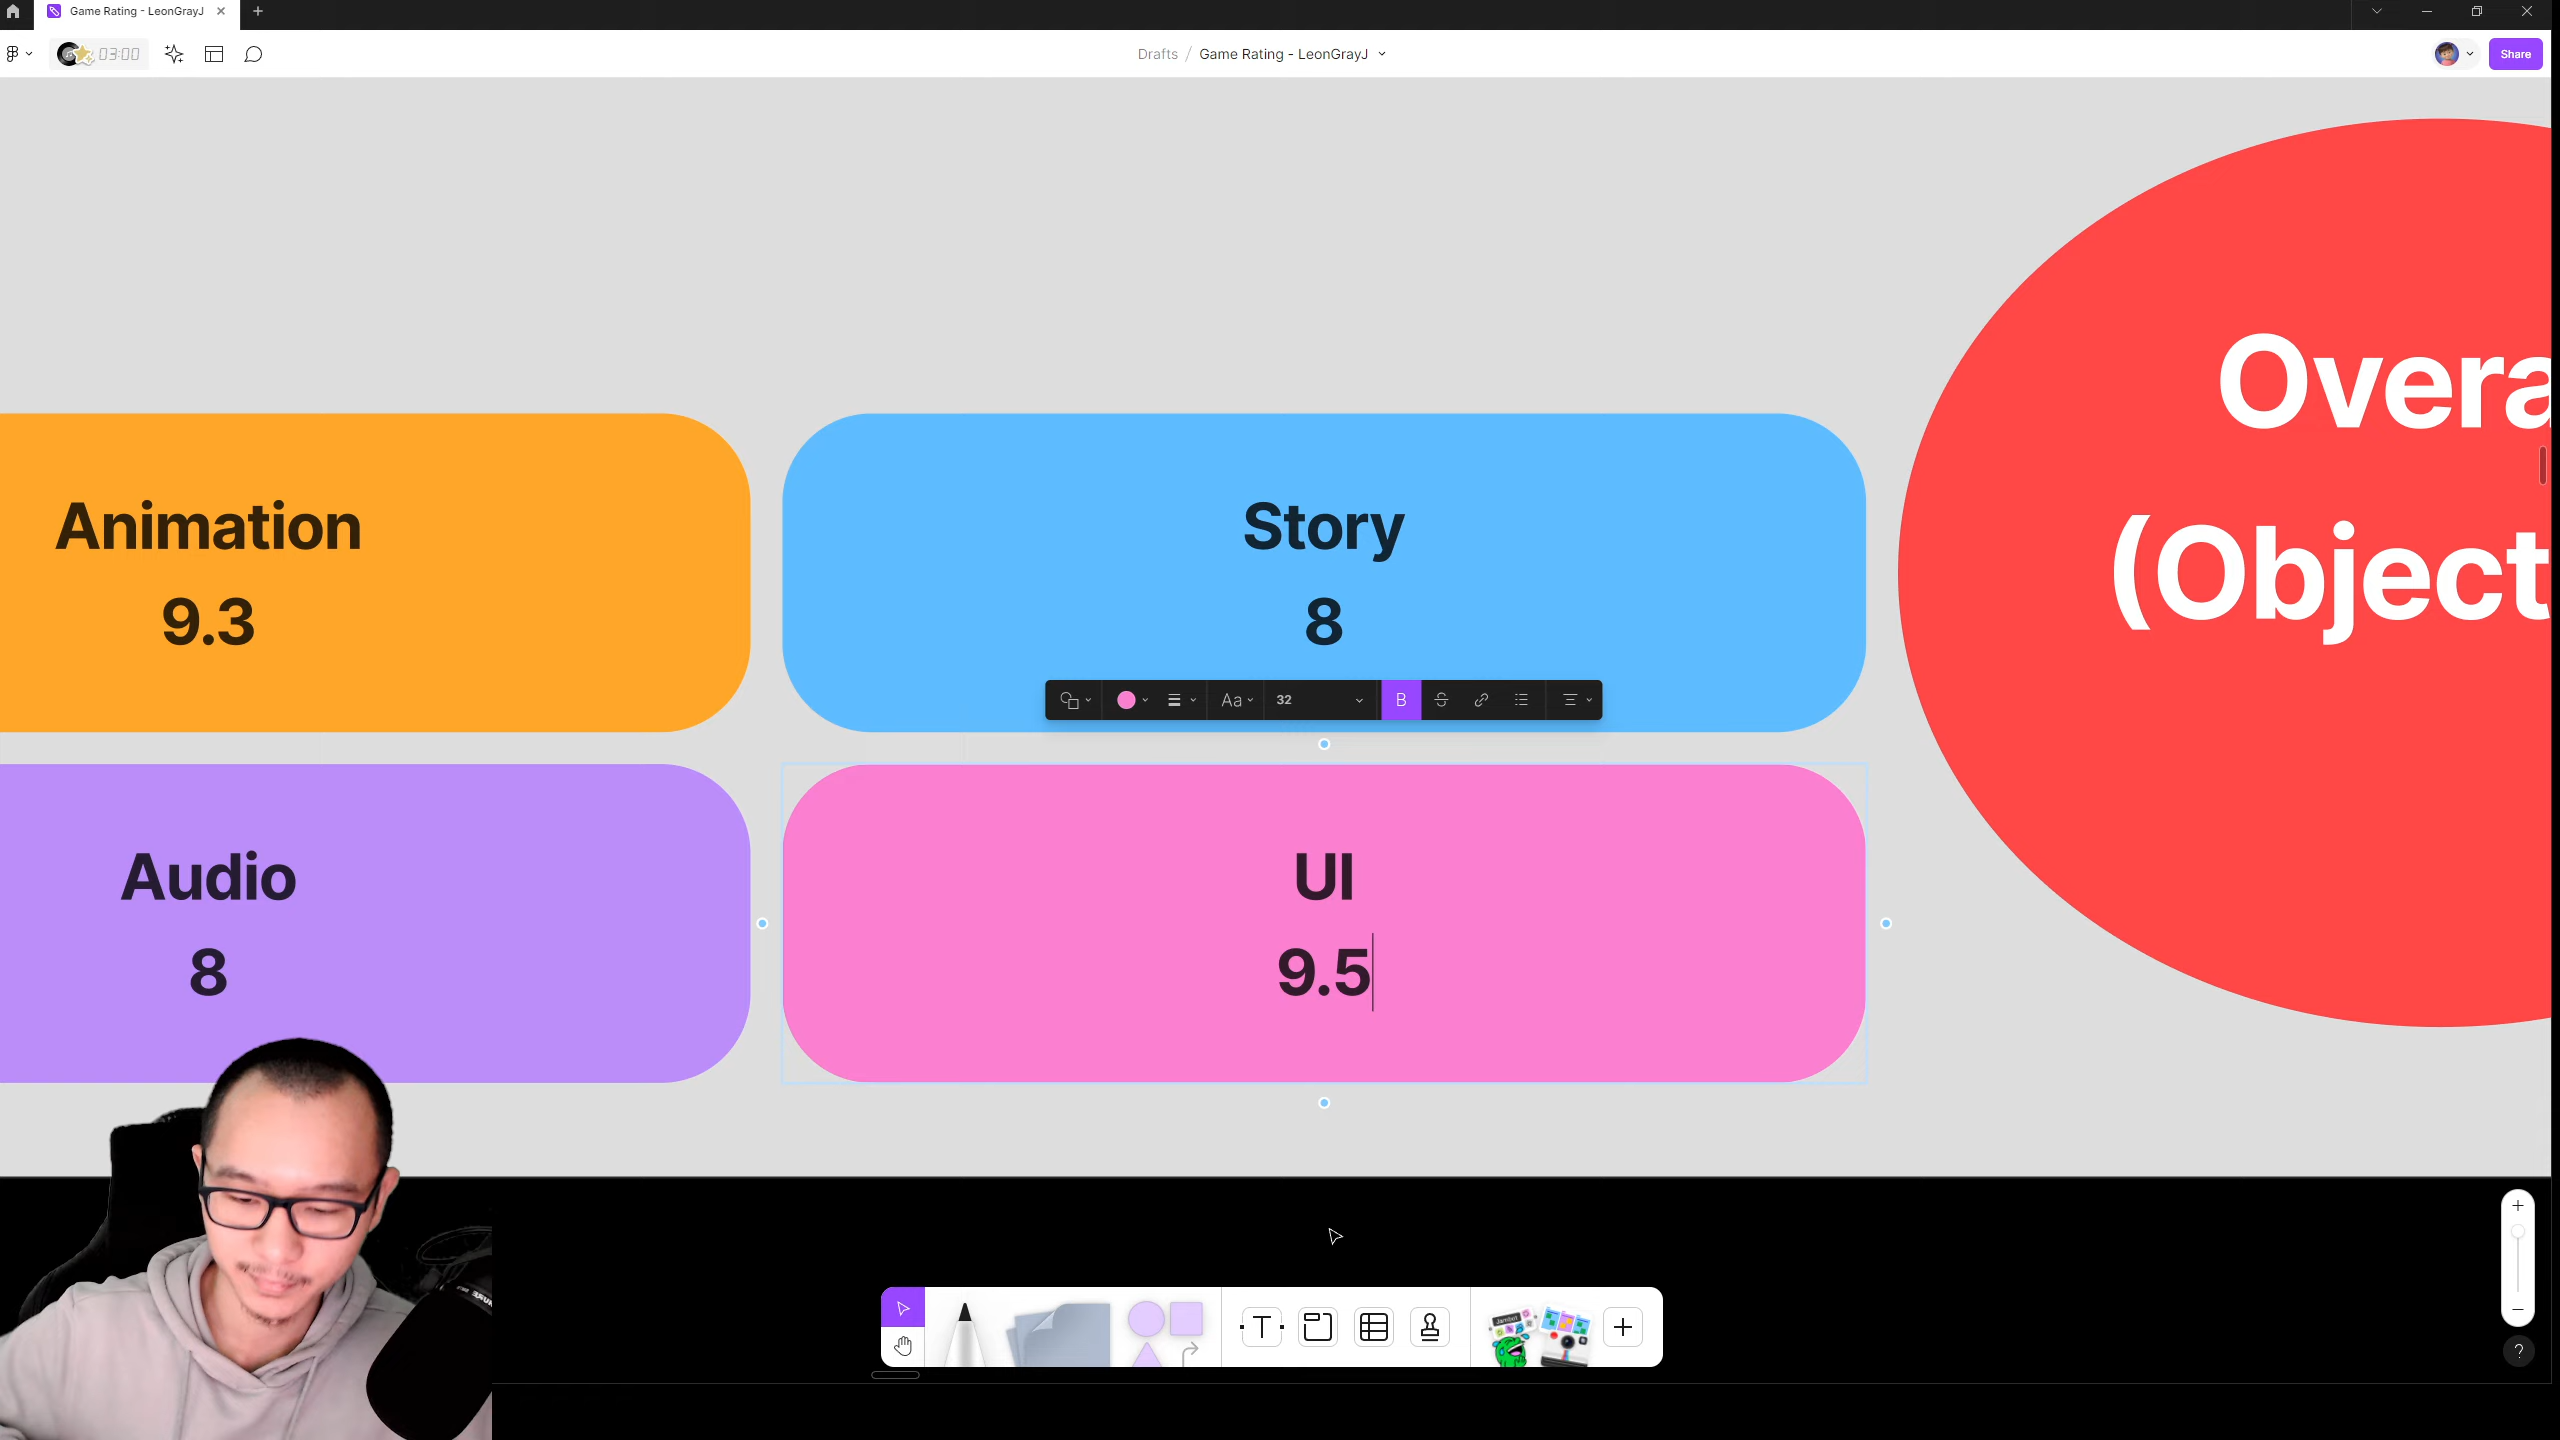 Game Rating - LeonGrayJ
03:00
Drafts / Game Rating - LeonGrayJ
Share
Overa
(Object
Animation
9.3
Story
8
Aa
32
B
S
Audio
8
UI
9.5
T
?